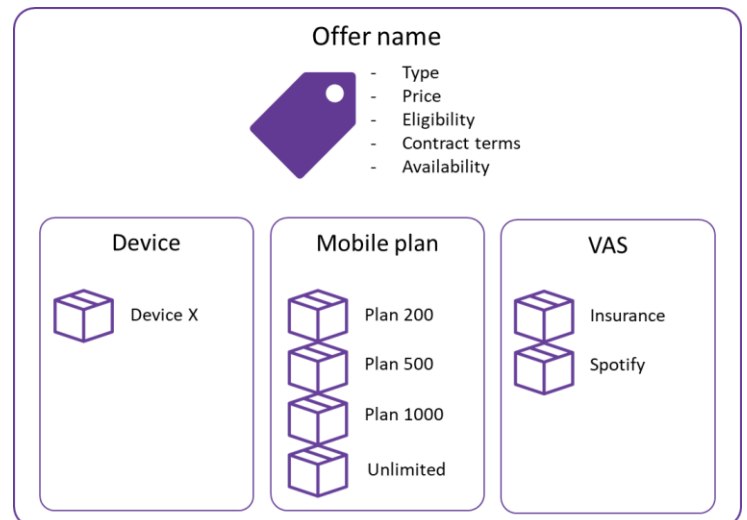 Offer name
- Type
- Price
- Eligibility
- Contract terms
- Availability
Device
Device X
Mobile plan
Plan 200
Plan 500
Plan 1000
Unlimited
VAS
Insurance
Spotify